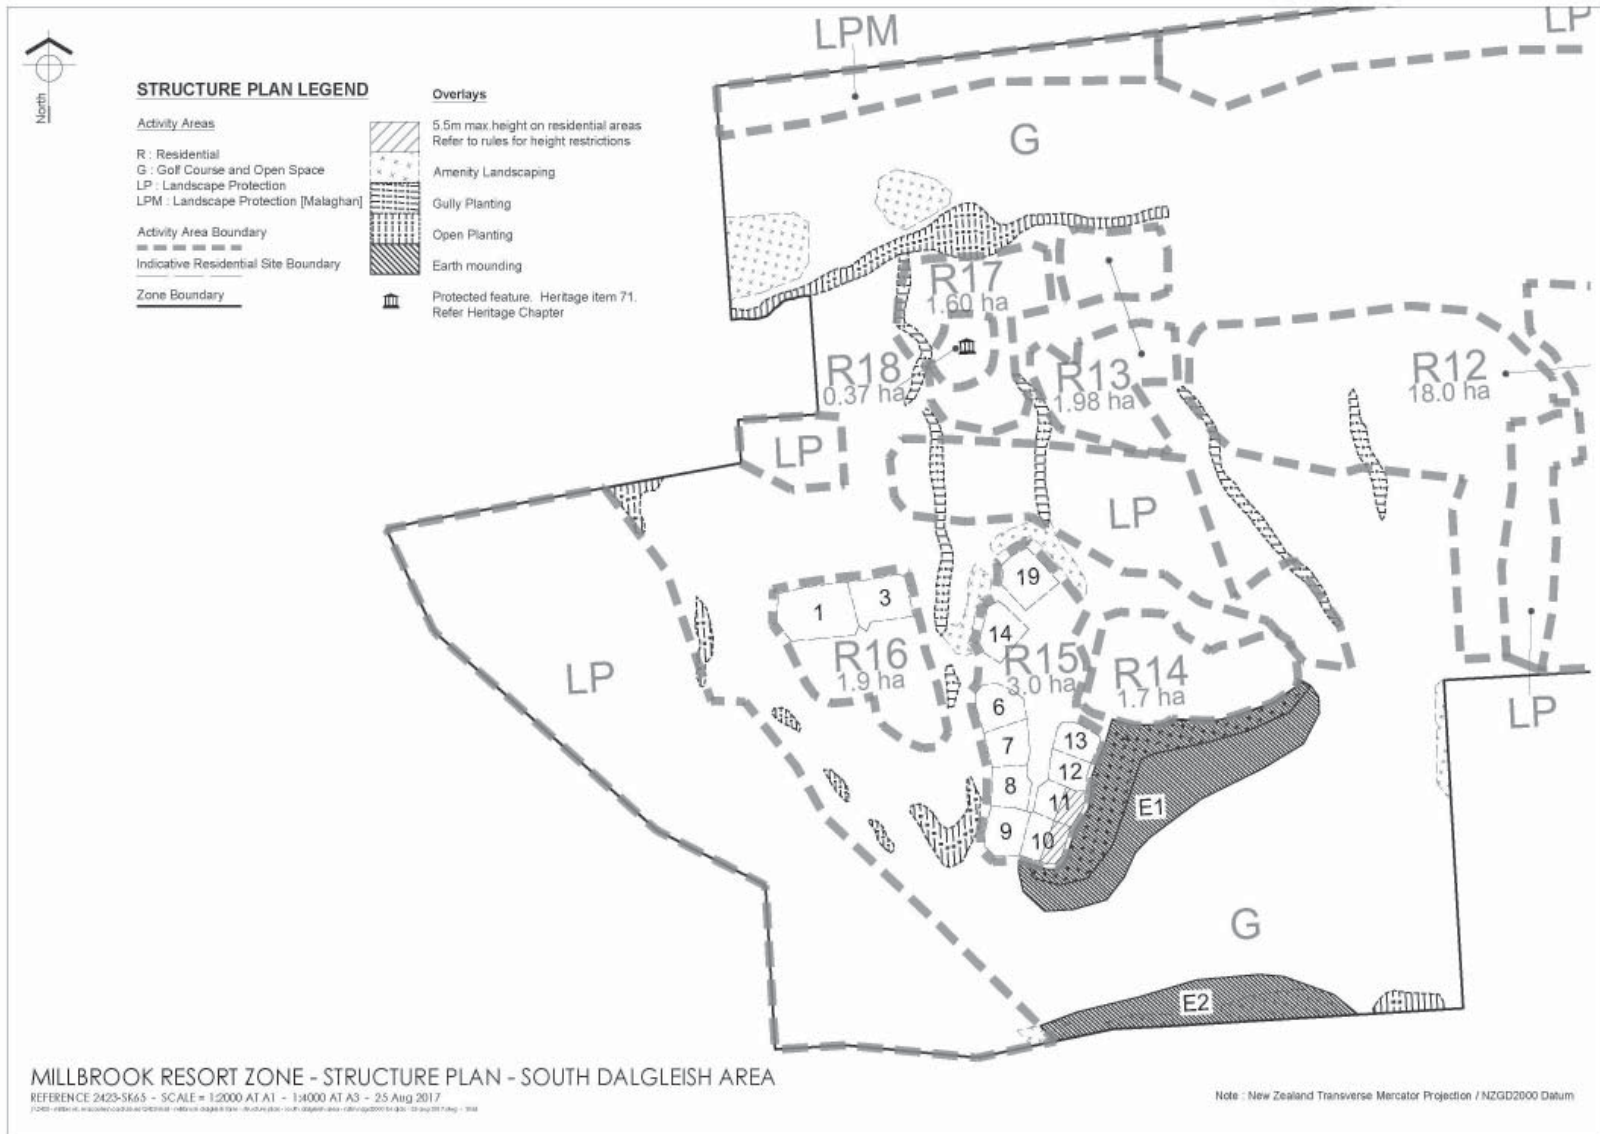 North
STRUCTURE PLAN LEGEND
Activity Areas
R : Residential
G : Golf Course and Open Space
LP : Landscape Protection
LPM : Landscape Protection [Malaghan]
Activity Area Boundary
Indicative Residential Site Boundary
Zone Boundary
Overlays
5.5m max.height on residential areas
Refer to rules for height restrictions
Amenity Landscaping
Gully Planting
Open Planting
Earth mounding
Protected feature. Heritage item 71.
Refer Heritage Chapter
LPM
LP
G
R17
1.60 ha
R18
0.37 ha
R13
1.98 ha
R12
18.0 ha
LP
LP
19
1
3
14
R16
1.9 ha
R15
3.0 ha
R14
1.7 ha
LP
LP
6
7
8
9
13
12
11
10
E1
G
E2
MILLBROOK RESORT ZONE - STRUCTURE PLAN - SOUTH DALGLEISH AREA
REFERENCE 2423-SK65 - SCALE = 1:2000 AT A1 - 1:4000 AT A3 - 25 Aug 2017
Note : New Zealand Transverse Mercator Projection / NZGD2000 Datum